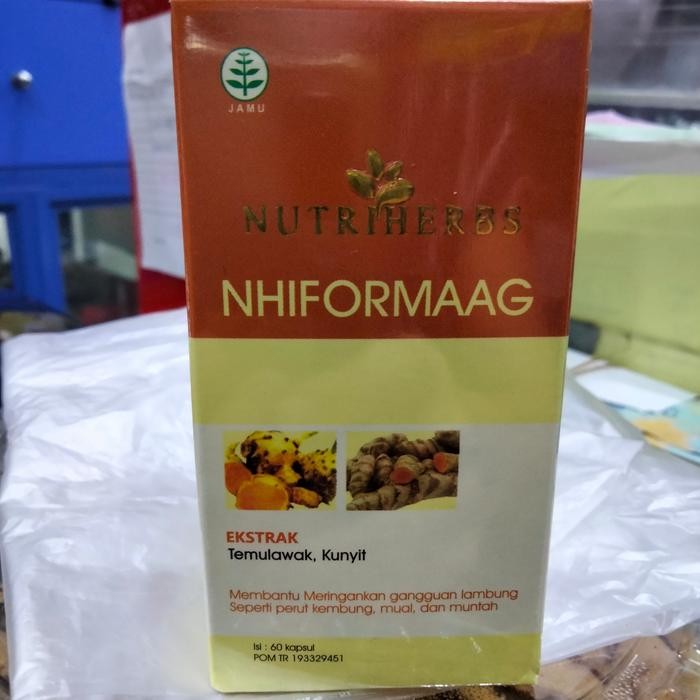 JAMU
NUTRIHERBS
NHIFORMAAG
EKSTRAK
Temulawak, Kunyit
Membantu Meringankan gangguan lambung
Seperti perut kembung, mual, dan muntah
Isi : 60 kapsul
POM TR 193329451